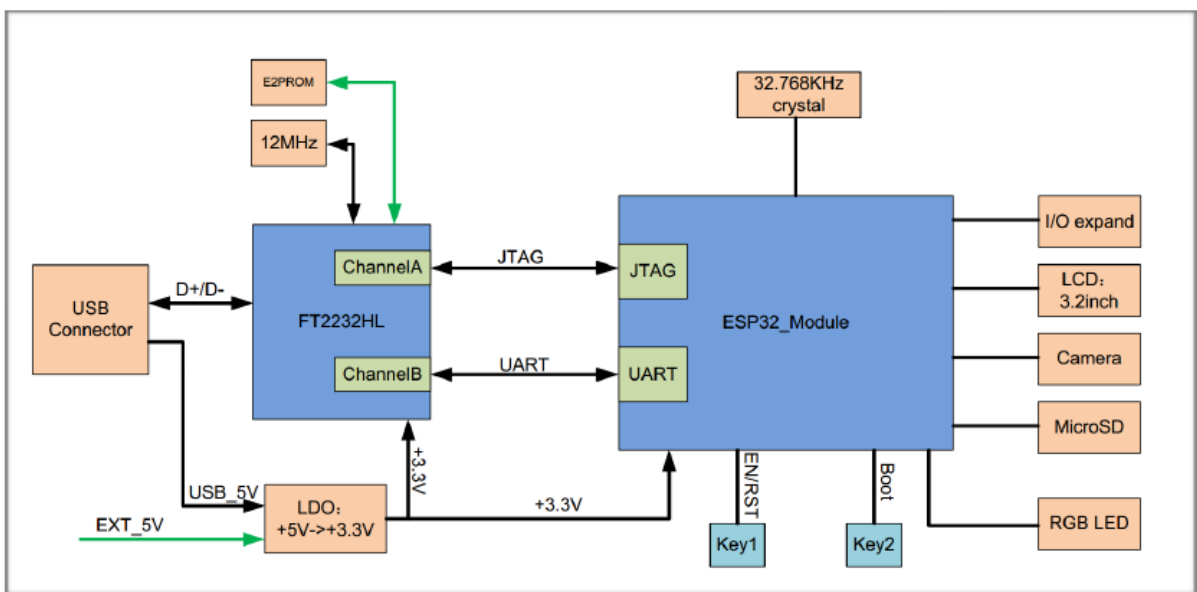 E2PROM
12MHz
32.768KHz
crystal
USB
Connector
D+/D-
FT2232HL
ChannelA
ChannelB
JTAG
UART
JTAG
UART
ESP32_Module
I/O expand
LCD：
3.2inch
Camera
MicroSD
RGB LED
USB_5V
EXT_5V
LDO：
+5V->+3.3V
+3.3V
+3.3V
EN/RST
Boot
Key1
Key2